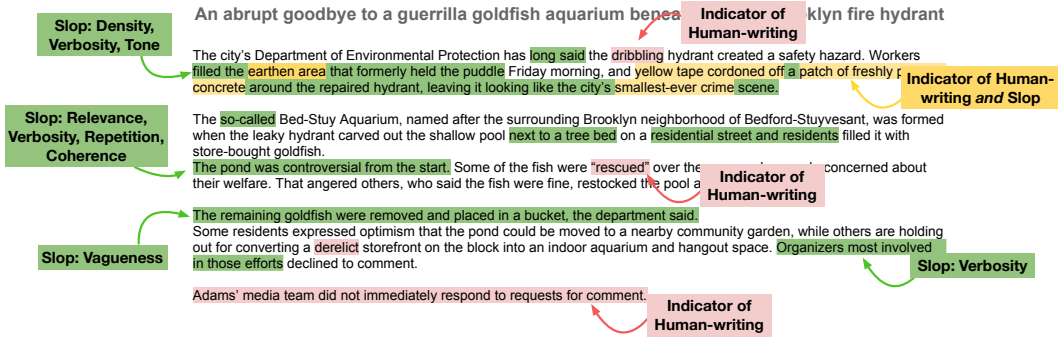 An abrupt goodbye to a guerrilla goldfish aquarium bene klyn fire hydrant
Indicator of
Human-writing
Slop: Density,
Verbosity, Tone
The city's Department of Environmental Protection has long said the dribbling hydrant created a safety hazard. Workers
filled the earthen area that formerly held the puddle Friday morning, and yellow tape cordoned off a patch of freshly
concrete around the repaired hydrant, leaving it looking like the city's smallest-ever crime scene.
Indicator of Human-
writing and Slop
Slop: Relevance,
Verbosity, Repetition,
Coherence
The so-called Bed-Stuy Aquarium, named after the surrounding Brooklyn neighborhood of Bedford-Stuyvesant, was formed
when the leaky hydrant carved out the shallow pool next to a tree bed on a residential street and residents filled it with
store-bought goldfish.
The pond was controversial from the start. Some of the fish were “rescued” over the concerned about
their welfare. That angered others, who said the fish were fine, restocked the pool
Indicator of
Human-writing
The remaining goldfish were removed and placed in a bucket, the department said.
Some residents expressed optimism that the pond could be moved to a nearby community garden, while others are holding
out for converting a derelict storefront on the block into an indoor aquarium and hangout space. Organizers most involved
in those efforts declined to comment.
Slop: Vagueness
Slop: Verbosity
Adams' media team did not immediately respond to requests for comment.
Indicator of
Human-writing